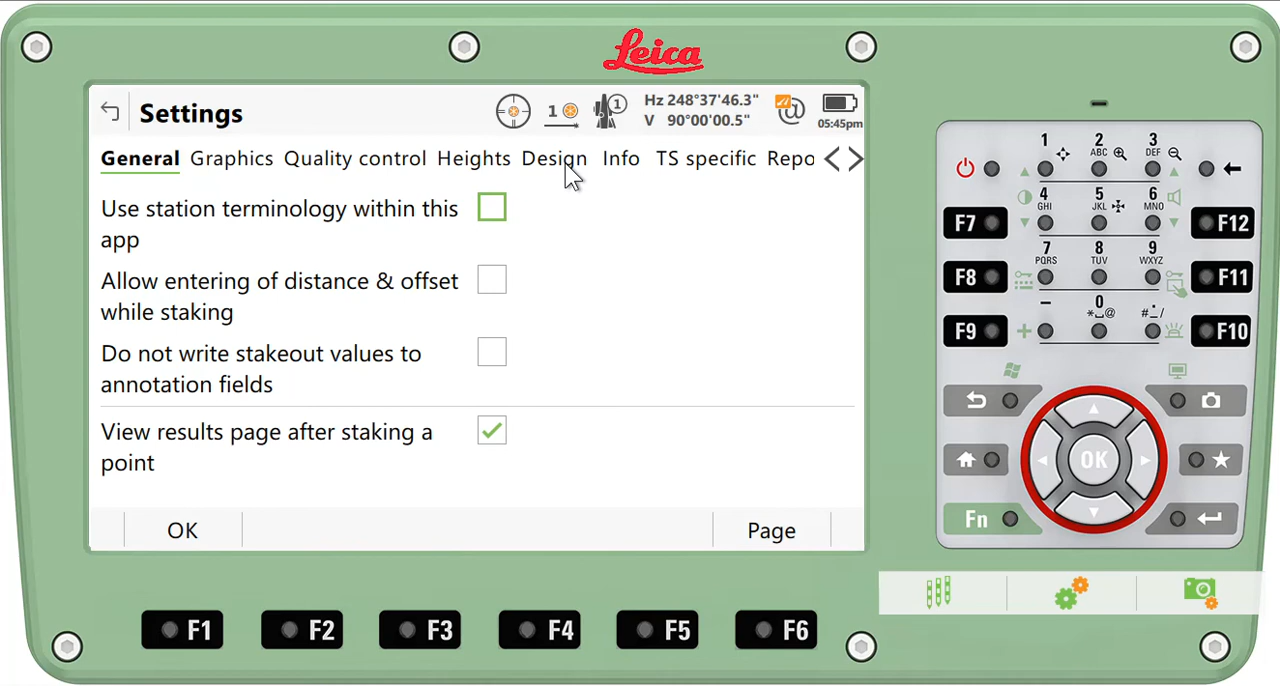 Leica
Settings
1
1
Hz 248°37'46.3"
V 90°00'00.5"
@
05:45pm
General Graphics Quality control Heights Design Info TS specific Repo
Use station terminology within this
app
Allow entering of distance & offset
while staking
Do not write stakeout values to
annotation fields
View results page after staking a
point
OK
Page
F1
F2
F3
F4
F5
F6
1
2
ABC
3
DEF
4
GHI
5
JKL
6
MNO
F7
F12
7
PQRS
8
TUV
9
WXYZ
F8
F11
-
0
*⎵@
#._/
F9
+
F10
OK
Fn